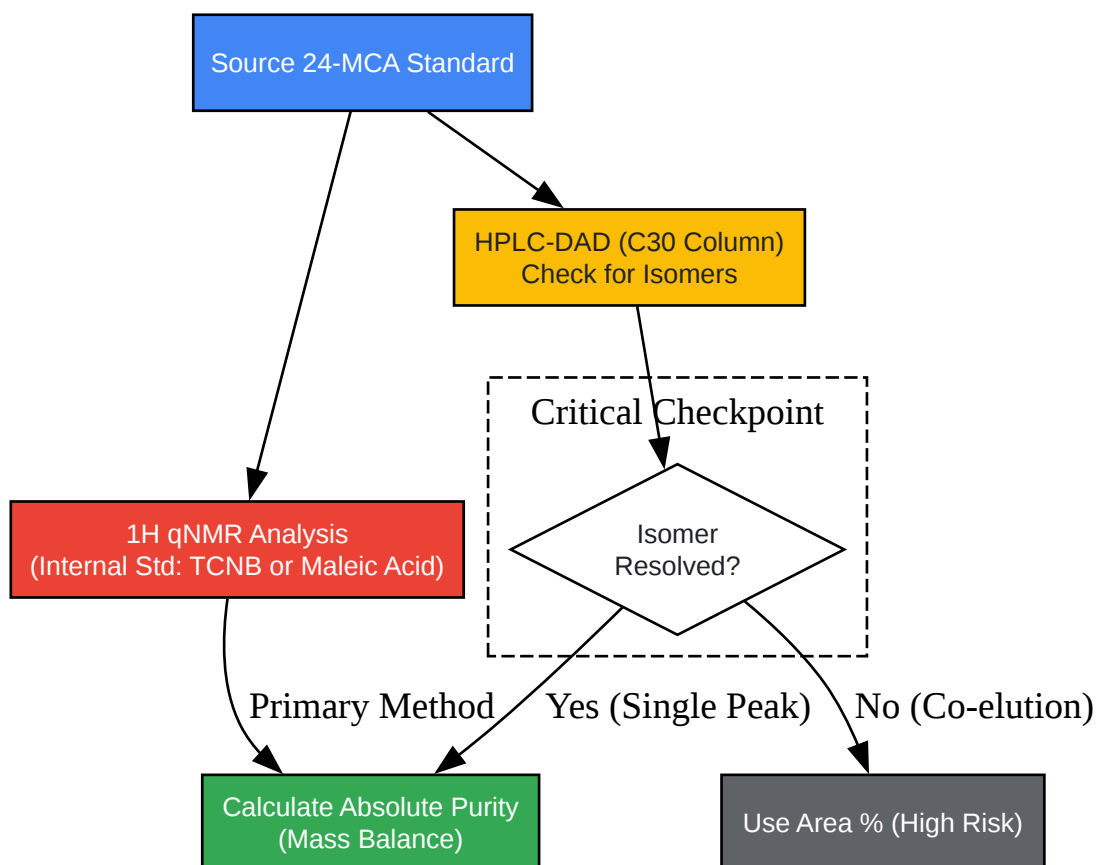 Source 24-MCA Standard
HPLC-DAD (C30 Column)
Check for Isomers
Critical Checkpoint
1H qNMR Analysis
(Internal Std: TCNB or Maleic Acid)
Isomer
Resolved?
Primary Method
Yes (Single Peak)
No (Co-elution)
Calculate Absolute Purity
(Mass Balance)
Use Area % (High Risk)